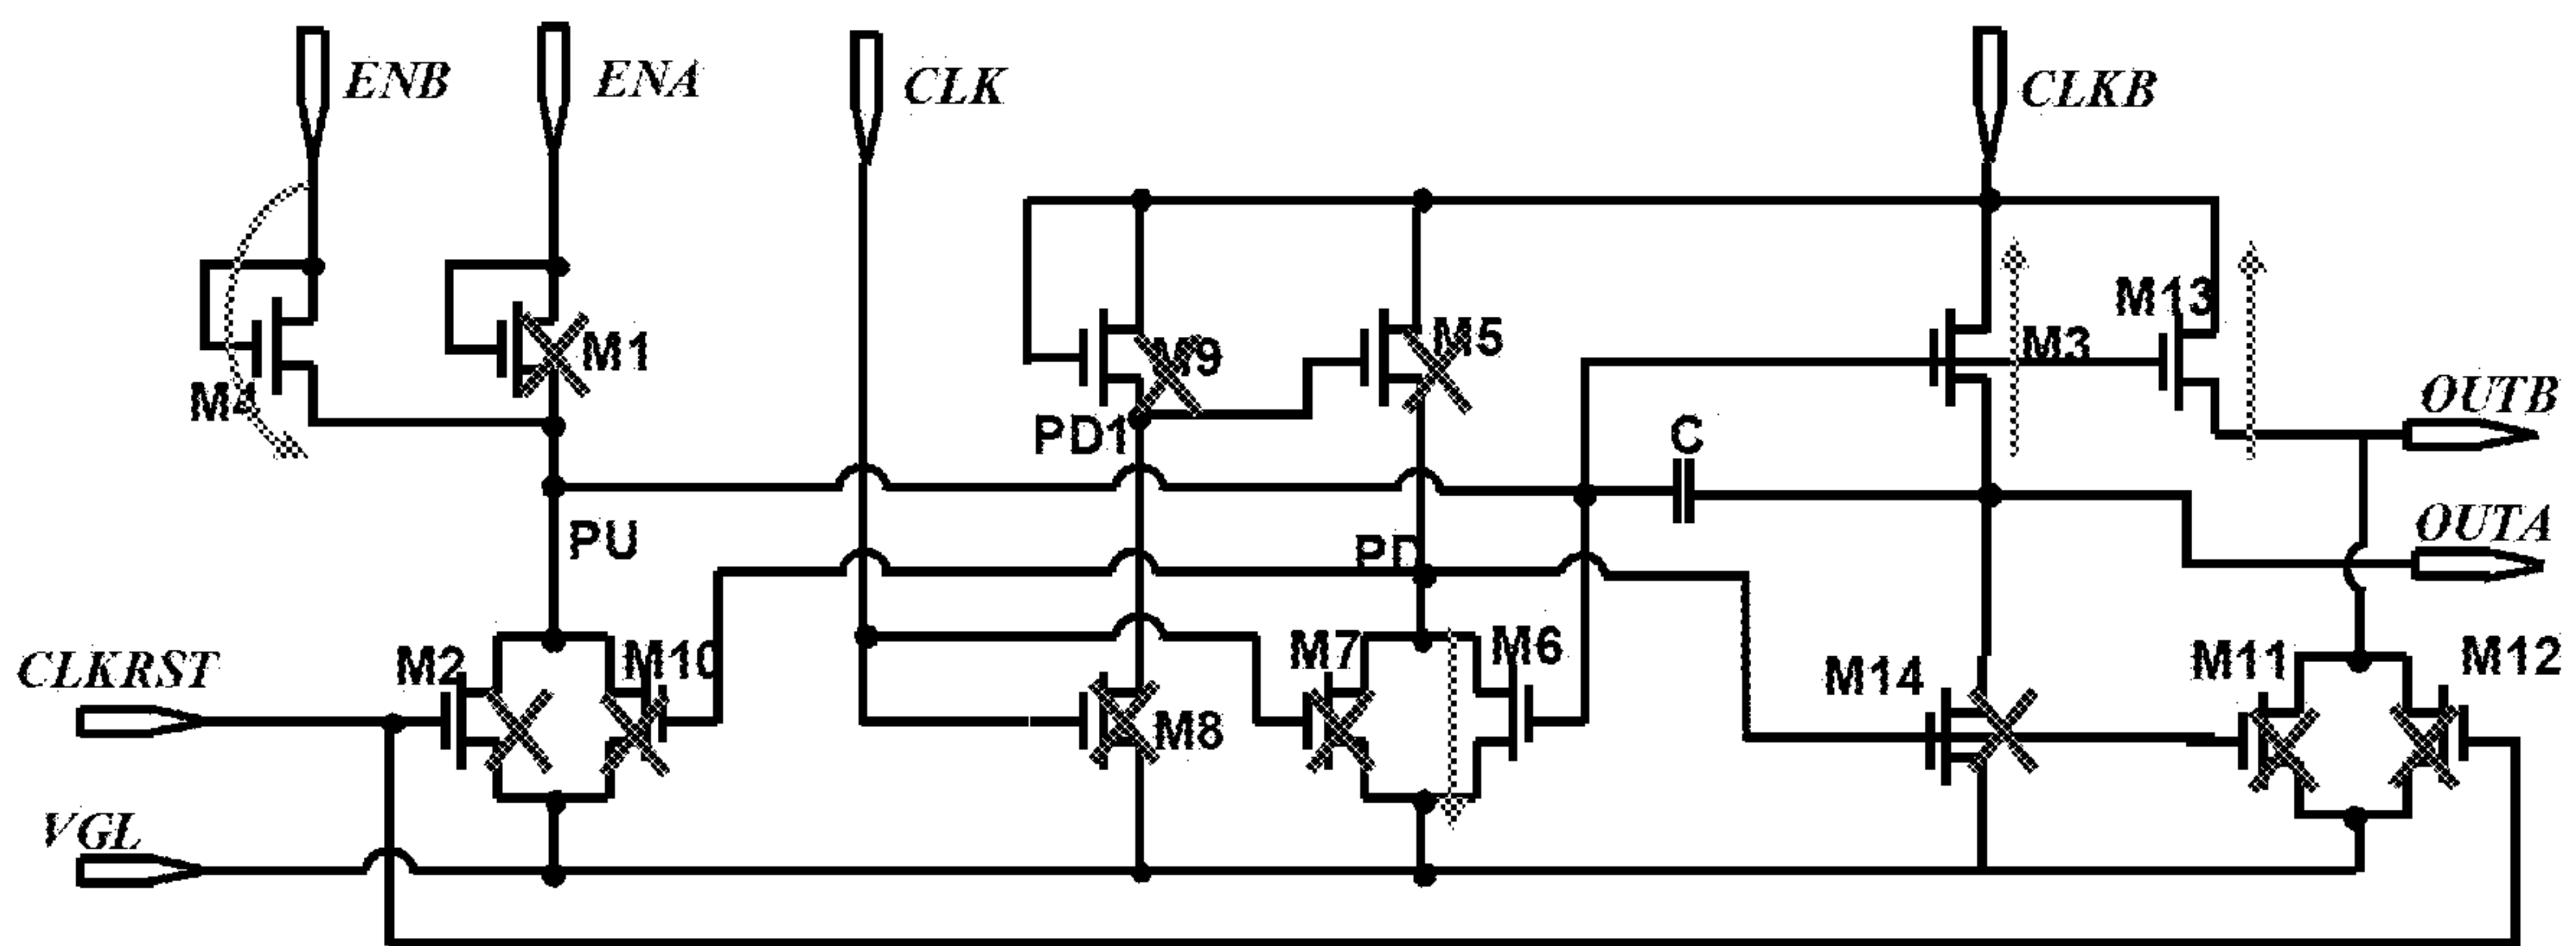 ENB
ENA
CLK
CLKB
M4
M1
M9
M5
M3
M13
OUTB
PD1
C
OUTA
PU
PD
CLKRST
M2
M10
M8
M7
M6
M14
M11
M12
VGL